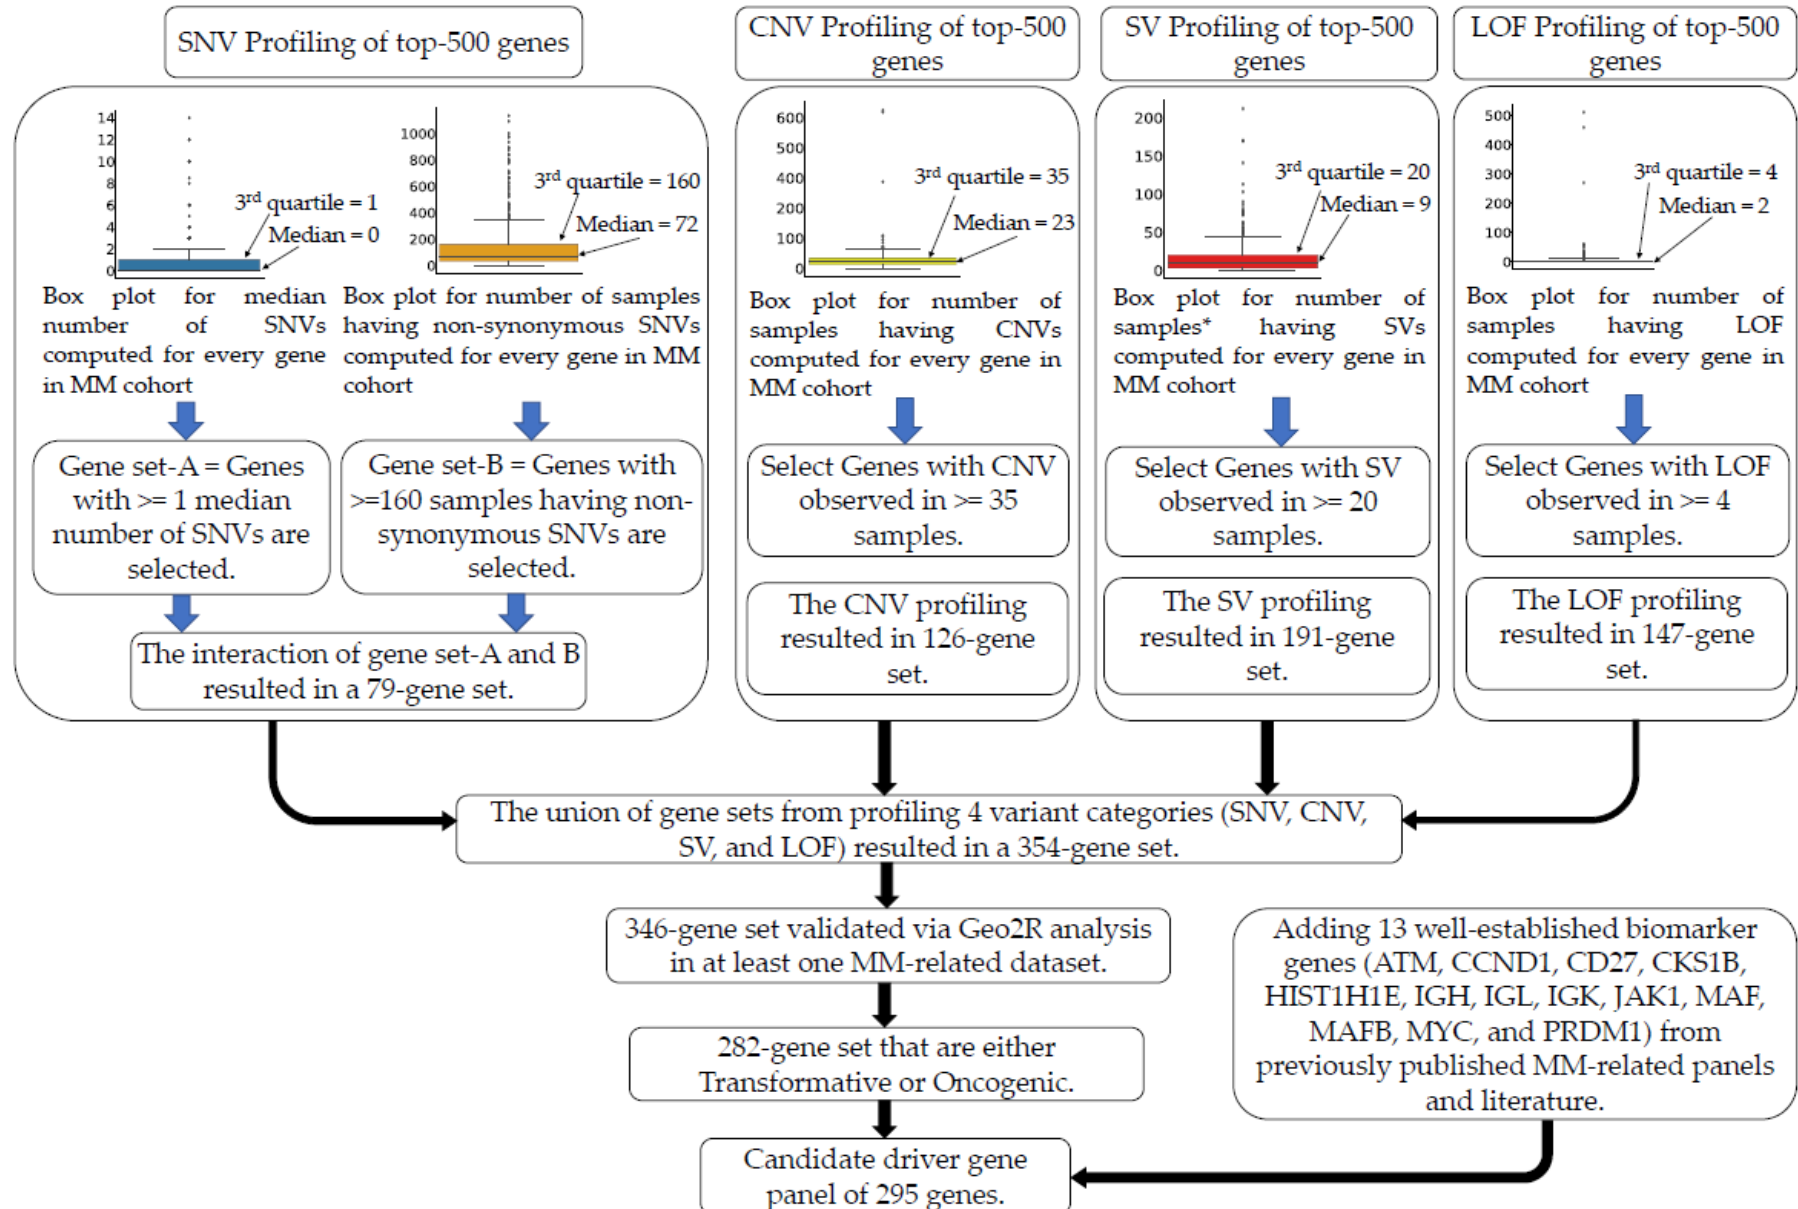 SNV Profiling of top-500 genes
14
12
10
8
6
4
2
0
3rd quartile = 1
Median = 0
Box plot for median
number of SNVs
computed for every gene
in MM cohort
1000
800
600
400
200
0
3rd quartile = 160
Median = 72
Box plot for number of samples
having non-synonymous SNVs
computed for every gene in MM
cohort
Gene set-A = Genes
with >= 1 median
number of SNVs are
selected.
Gene set-B = Genes with
>=160 samples having non-
synonymous SNVs are
selected.
The interaction of gene set-A and B
resulted in a 79-gene set.
CNV Profiling of top-500
genes
600
500
400
300
200
100
0
3rd quartile = 35
Median = 23
Box plot for number of
samples having CNVs
computed for every gene in
MM cohort
Select Genes with CNV
observed in >= 35
samples.
The CNV profiling
resulted in 126-gene
set.
SV Profiling of top-500
genes
200
150
100
50
0
3rd quartile = 20
Median = 9
Box plot for number of
samples* having SVs
computed for every gene in
MM cohort
Select Genes with SV
observed in >= 20
samples.
The SV profiling
resulted in 191-gene
set.
LOF Profiling of top-500
genes
500
400
300
200
100
0
3rd quartile = 4
Median = 2
Box plot for number of
samples having LOF
computed for every gene in
MM cohort
Select Genes with LOF
observed in >= 4
samples.
The LOF profiling
resulted in 147-gene
set.
The union of gene sets from profiling 4 variant categories (SNV, CNV,
SV, and LOF) resulted in a 354-gene set.
346-gene set validated via Geo2R analysis
in at least one MM-related dataset.
282-gene set that are either
Transformative or Oncogenic.
Adding 13 well-established biomarker
genes (ATM, CCND1, CD27, CKS1B,
HIST1H1E, IGH, IGL, IGK, JAK1, MAF,
MAFB, MYC, and PRDM1) from
previously published MM-related panels
and literature.
Candidate driver gene
panel of 295 genes.